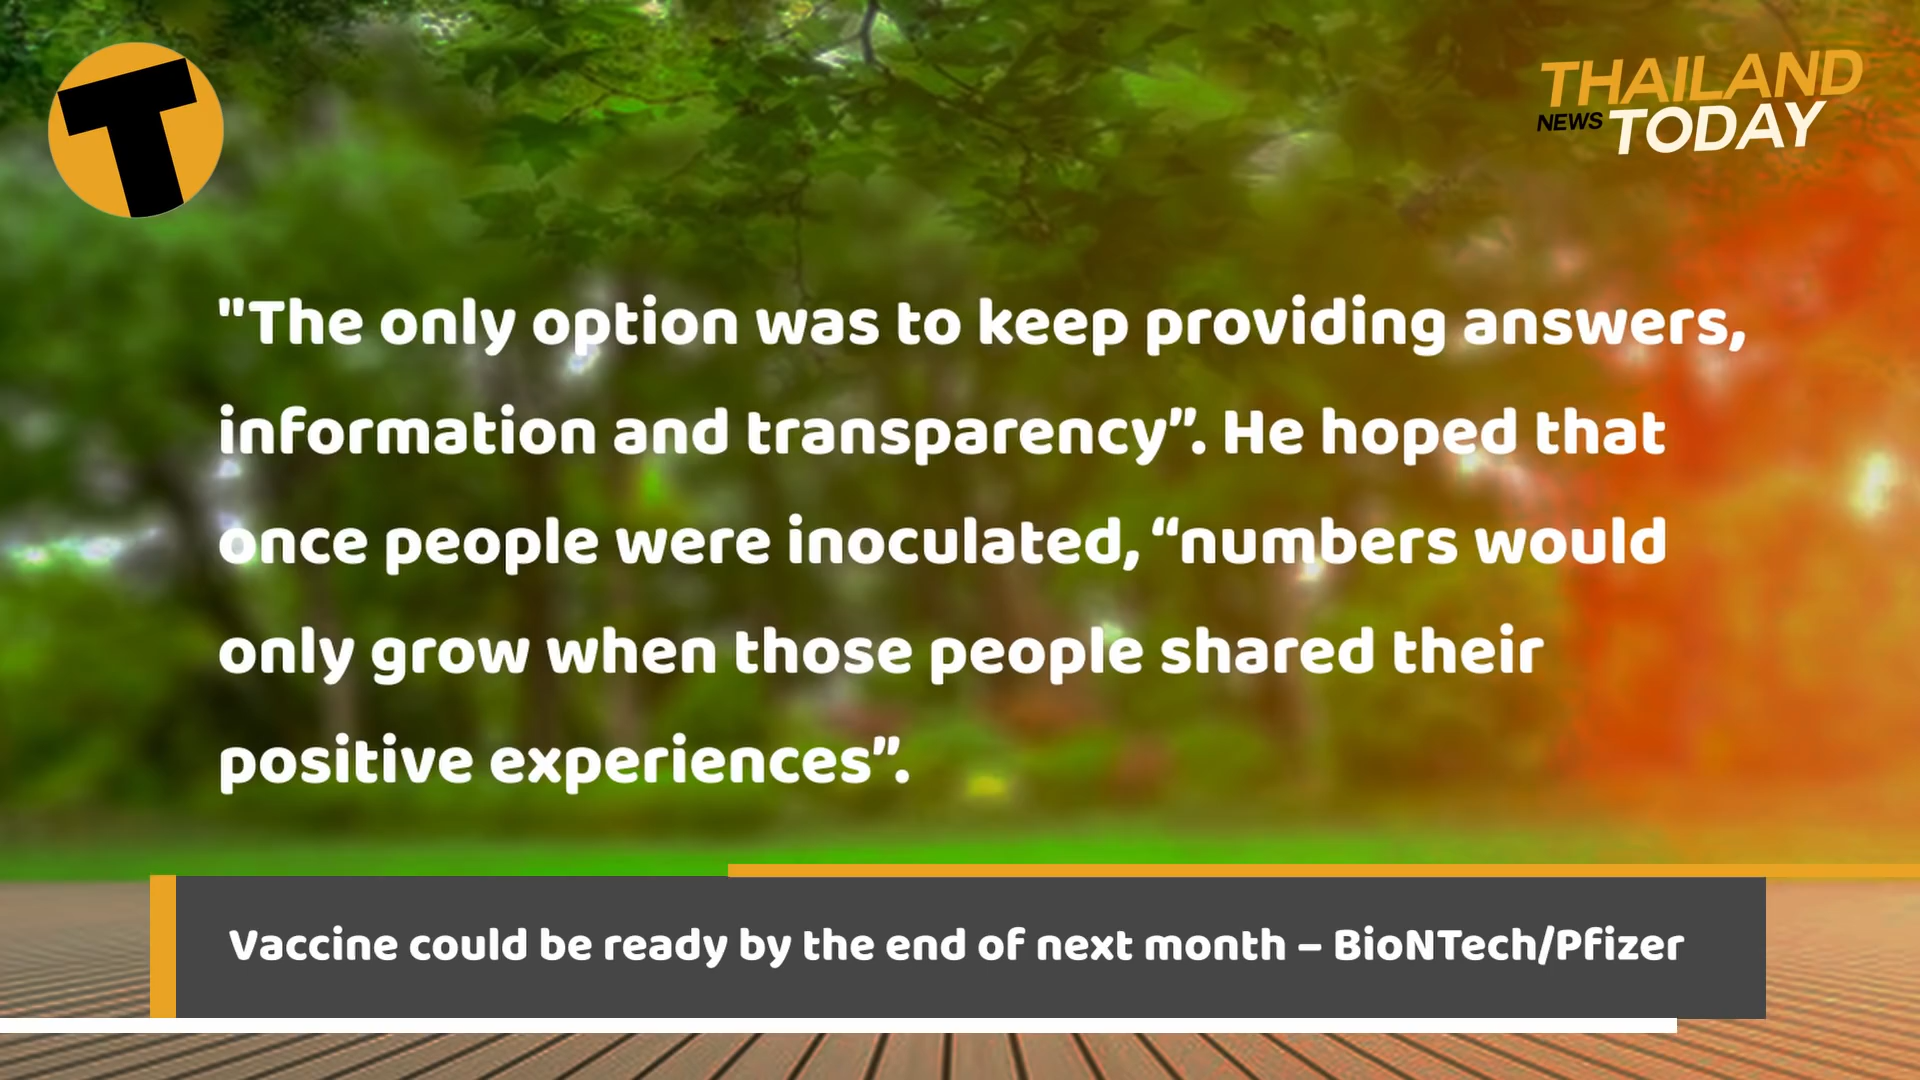 T
THAILAND
NEWS TODAY
"The only option was to keep providing answers,
information and transparency”. He hoped that
once people were inoculated, “numbers would
only grow when those people shared their
positive experiences”.
Vaccine could be ready by the end of next month – BioNTech/Pfizer